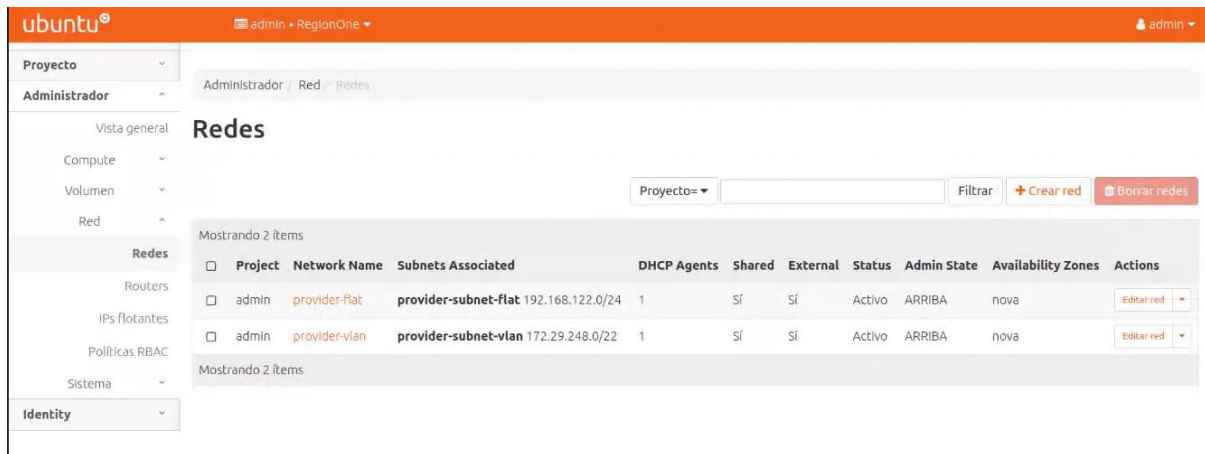 ubuntu® admin • RegionOne admin
Proyecto
Administrador / Red / Redes
Administrador
Vista general
Redes
Compute
Volumen
Proyecto= Filtrar + Crear red Borrar redes
Red
Mostrando 2 ítems
Redes
Project Network Name Subnets Associated DHCP Agents Shared External Status Admin State Availability Zones Actions
Routers
admin provider-flat provider-subnet-flat 192.168.122.0/24 1 Sí Sí Activo ARRIBA nova Editar red
IPs flotantes
admin provider-vlan provider-subnet-vlan 172.29.248.0/22 1 Sí Sí Activo ARRIBA nova Editar red
Políticas RBAC
Mostrando 2 ítems
Sistema
Identity